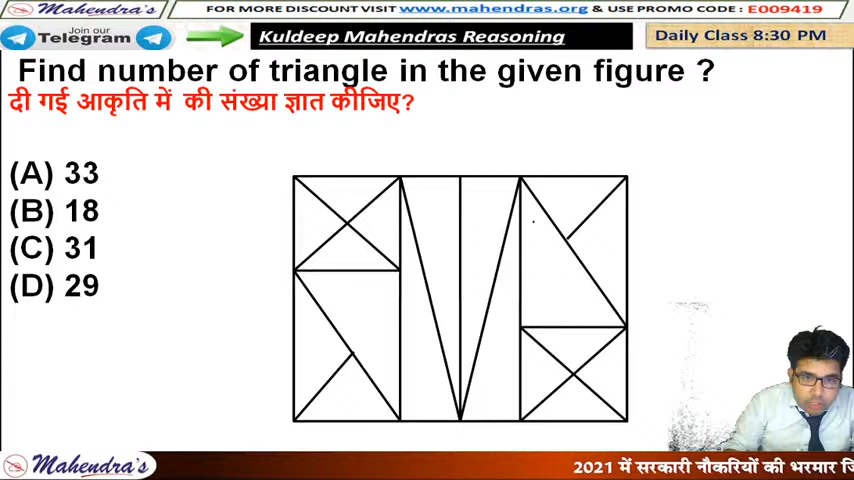 Mahendra's
FOR MORE DISCOUNT VISIT www.mahendras.org & USE PROMO CODE : E009419
Join our
Telegram
Kuldeep Mahendras Reasoning
Daily Class 8:30 PM
Find number of triangle in the given figure ?
दी गई आकृति में की संख्या ज्ञात कीजिए?
(A) 33
(B) 18
(C) 31
(D) 29
Mahendra's
2021 में सरकारी नौकरियों की भरमार